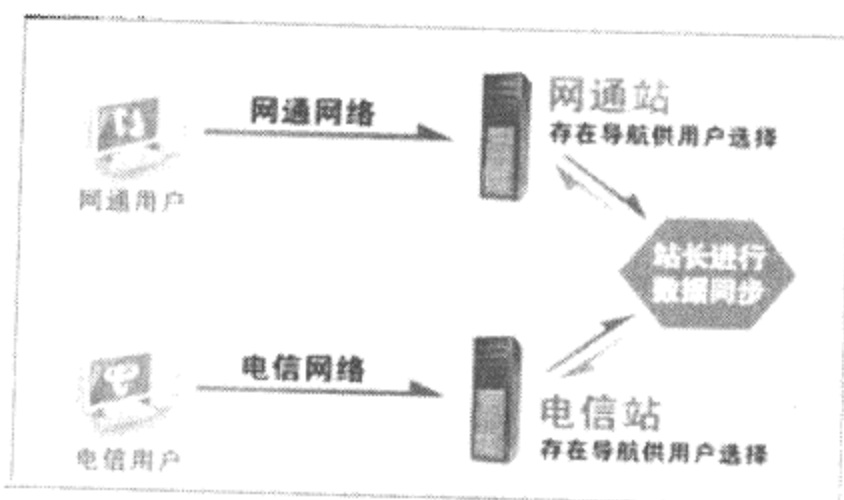 网通网络
网通站
存在导航供用户选择
网通用户
站长进行
数据同步
电信网络
电信站
存在导航供用户选择
电信用户